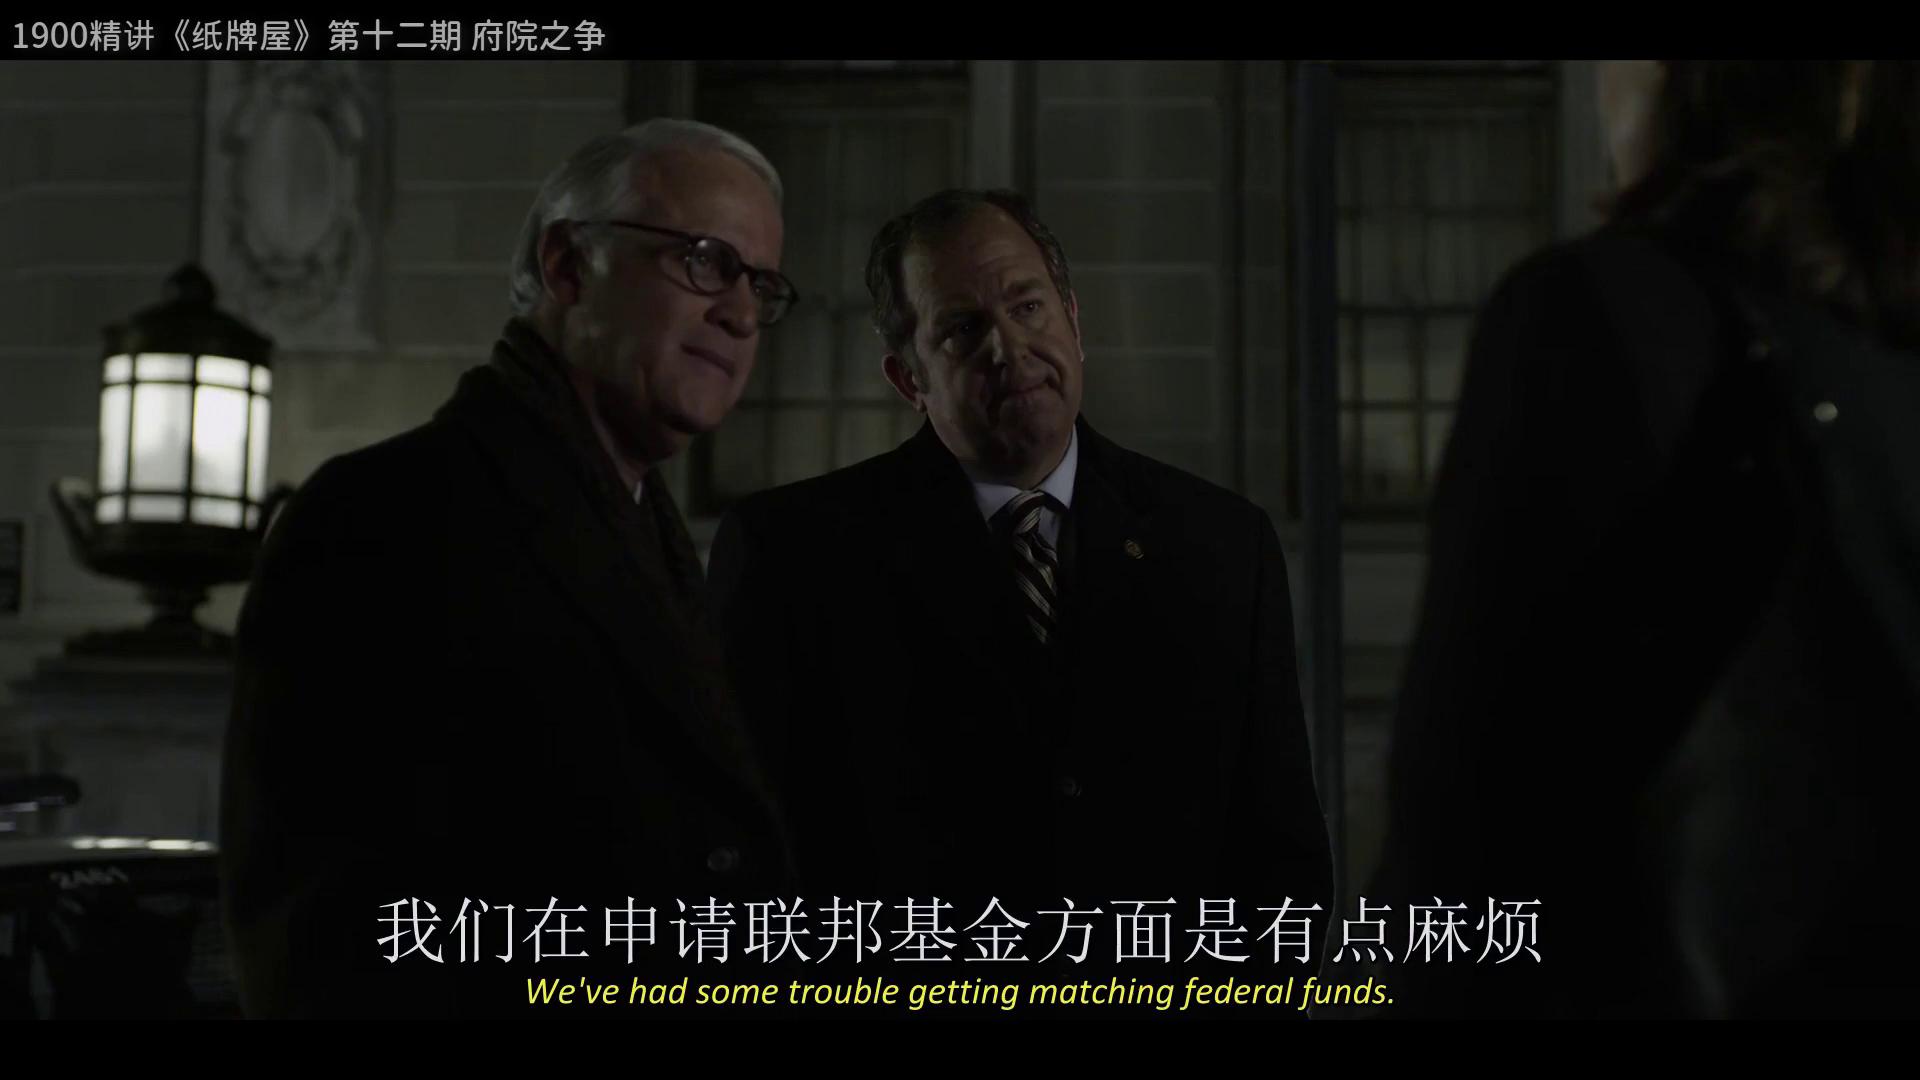 1900精讲《纸牌屋》第十二期 府院之争
2461
我们在申请联邦基金方面是有点麻烦
We've had some trouble getting matching federal funds.